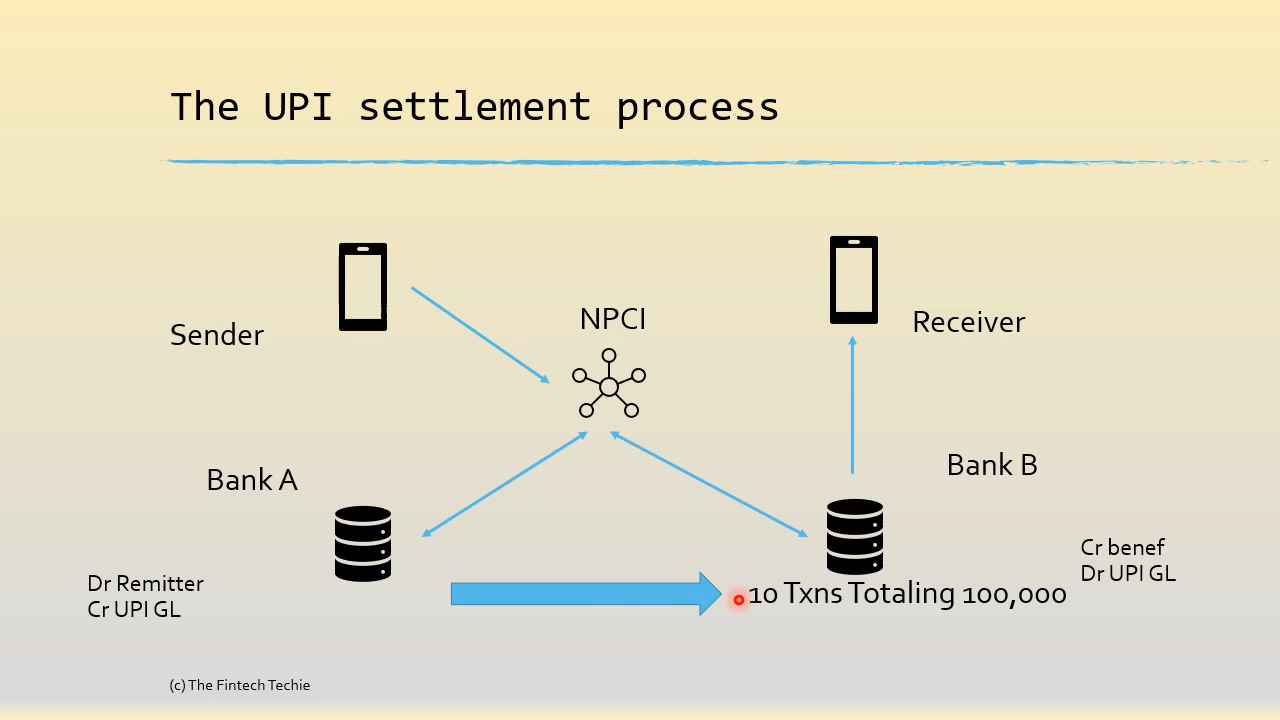 The UPI settlement process
NPCI
Sender
Receiver
Bank A
Bank B
Cr benef
Dr UPI GL
Dr Remitter
Cr UPI GL
10 Txns Totaling 100,000
(c) The Fintech Techie